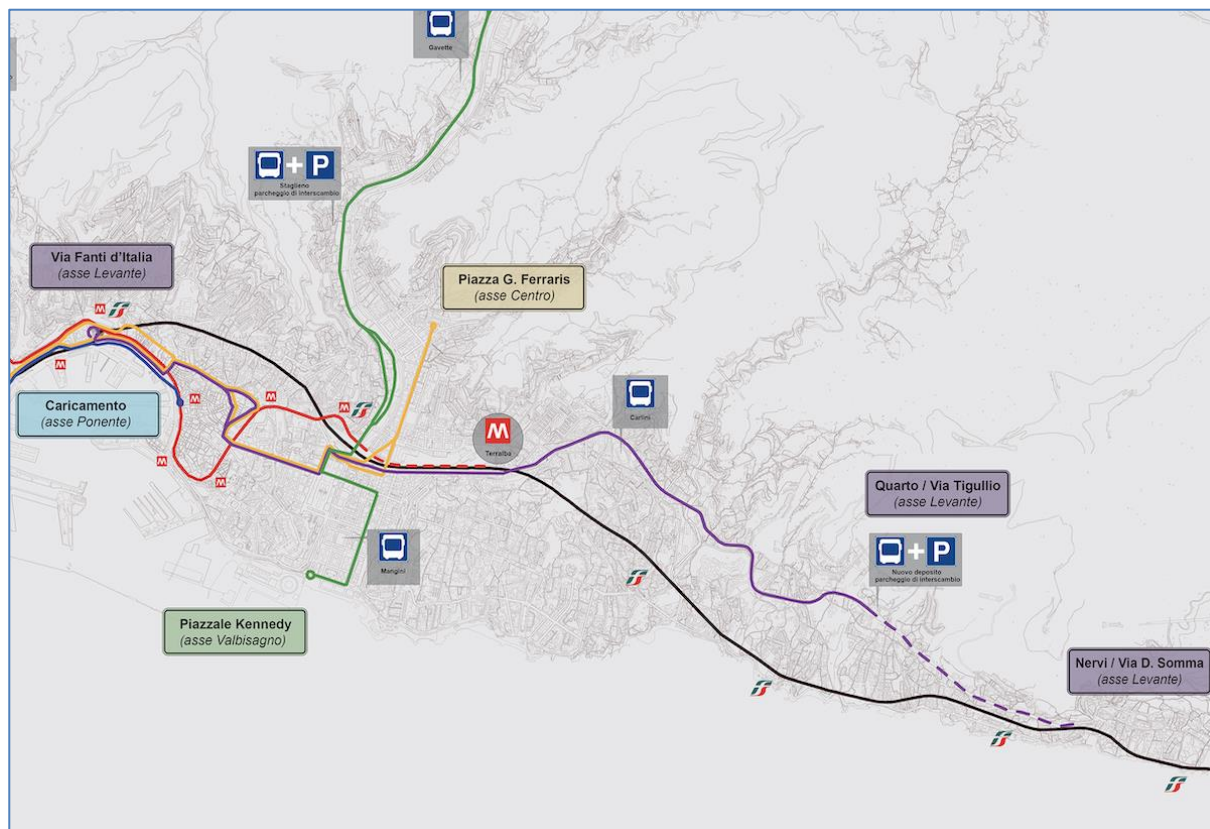 Gavette
P
Staglieno
parcheggio di interscambio
Via Fanti d'Italia
(asse Levante)
Piazza G. Ferraris
(asse Centro)
M
M
M
M
M
M
Caricamento
(asse Ponente)
Carlini
M
Terralba
Quarto / Via Tigullio
(asse Levante)
P
Nuovo deposito
parcheggio di interscambio
Mangini
Piazzale Kennedy
(asse Valbisagno)
Nervi / Via D. Somma
(asse Levante)